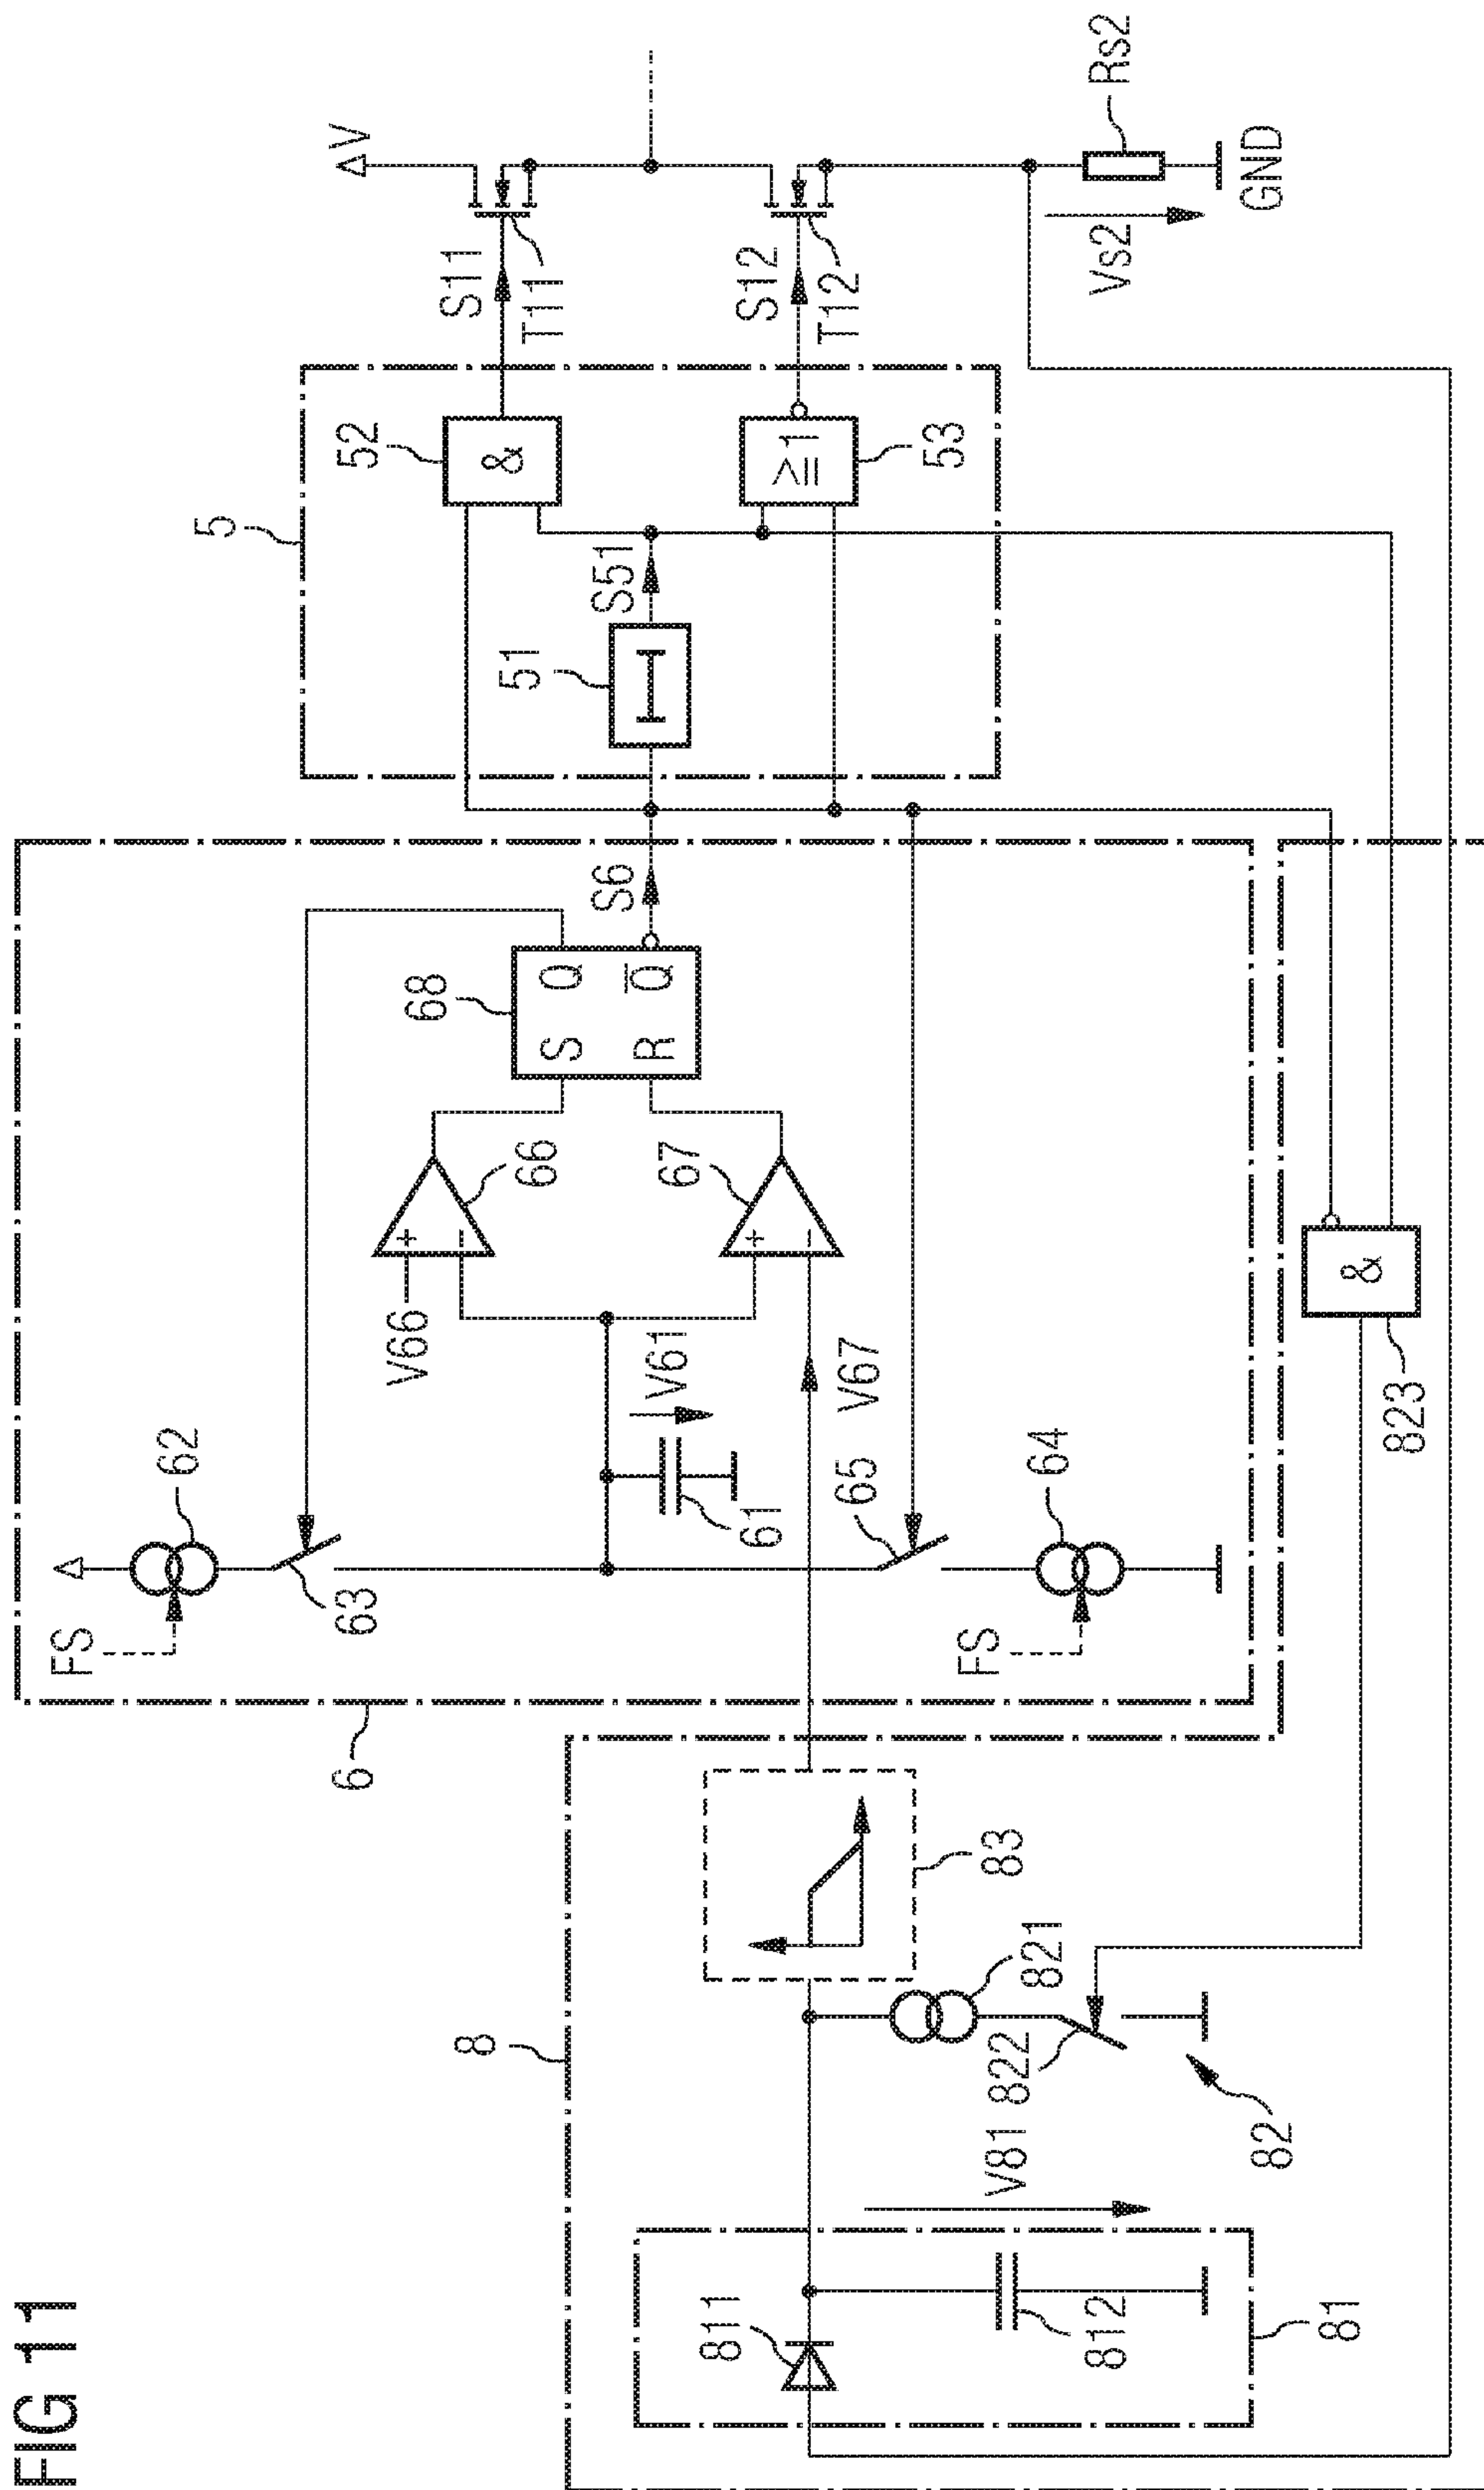 FIG 11
6
FS
62
63
FS
64
65
61
V61
V66
+
−
66
+
−
67
V67
68
S
Q
R
Q̅
S6
5
51
S51
52
&
53
≥1
S11
T11
V
S12
T12
Vs2
Rs2
GND
8
811
812
81
V81
82
821
822
83
823
&